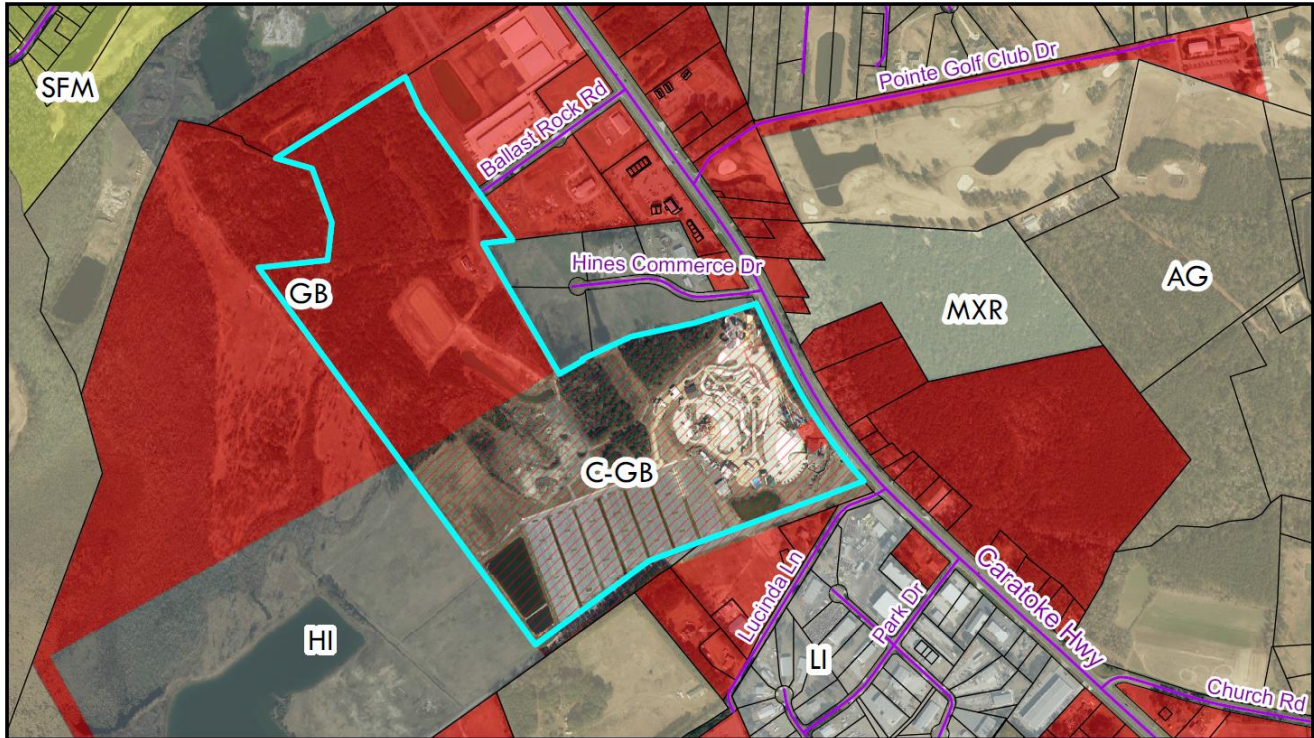 SFM
Pointe Golf Club Dr
Ballast Rock Rd
Hines Commerce Dr
AG
GB
MXR
C-GB
Caratoke Hwy
Lucinda Ln
Park Dr
HI
LI
Church Rd